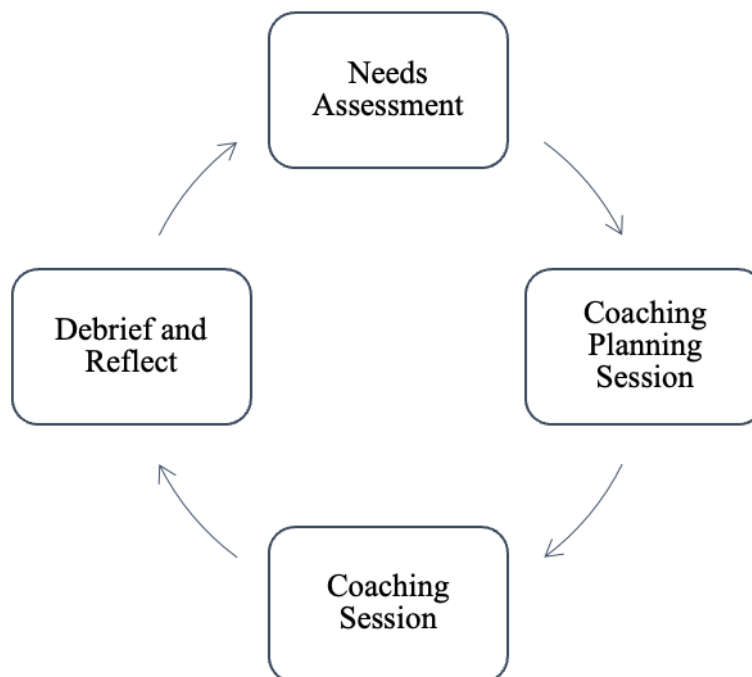 Needs
Assessment
Coaching
Planning
Session
Coaching
Session
Debrief and
Reflect